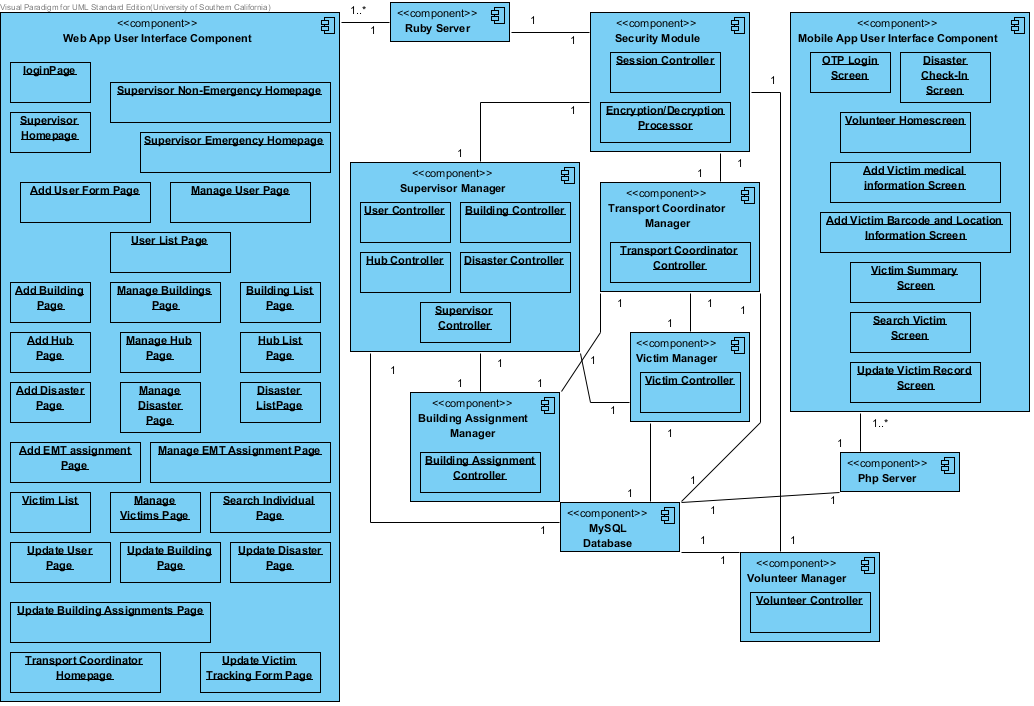 Visual Paradigm for UML Standard Edition(University of Southern California)
<<component>>
Web App User Interface Component
loginPage
Supervisor Non-Emergency Homepage
Supervisor
Homepage
Supervisor Emergency Homepage
Add User Form Page
Manage User Page
User List Page
Add Building
Page
Manage Buildings
Page
Building List
Page
Add Hub
Page
Manage Hub
Page
Hub List
Page
Add Disaster
Page
Manage
Disaster
Page
Disaster
ListPage
Add EMT assignment
Page
Manage EMT Assignment Page
Victim List
Manage
Victims Page
Search Individual
Page
Update User
Page
Update Building
Page
Update Disaster
Page
Update Building Assignments Page
Transport Coordinator
Homepage
Update Victim
Tracking Form Page
1..*
1
<<component>>
Ruby Server
1
1
<<component>>
Security Module
Session Controller
Encryption/Decryption
Processor
1
1
1
1
1
1
<<component>>
Supervisor Manager
User Controller
Building Controller
Hub Controller
Disaster Controller
Supervisor
Controller
<<component>>
Transport Coordinator
Manager
Transport Coordinator
Controller
1
1
1
1
1
1
1
1
1
1
1
<<component>>
Victim Manager
Victim Controller
<<component>>
Building Assignment
Manager
Building Assignment
Controller
1
1
1
1
1
1
1
1
1
<<component>>
MySQL
Database
<<component>>
Volunteer Manager
Volunteer Controller
<<component>>
Mobile App User Interface Component
OTP Login
Screen
Disaster
Check-In
Screen
Volunteer Homescreen
Add Victim medical
information Screen
Add Victim Barcode and Location
Information Screen
Victim Summary
Screen
Search Victim
Screen
Update Victim Record
Screen
1..*
1
<<component>>
Php Server